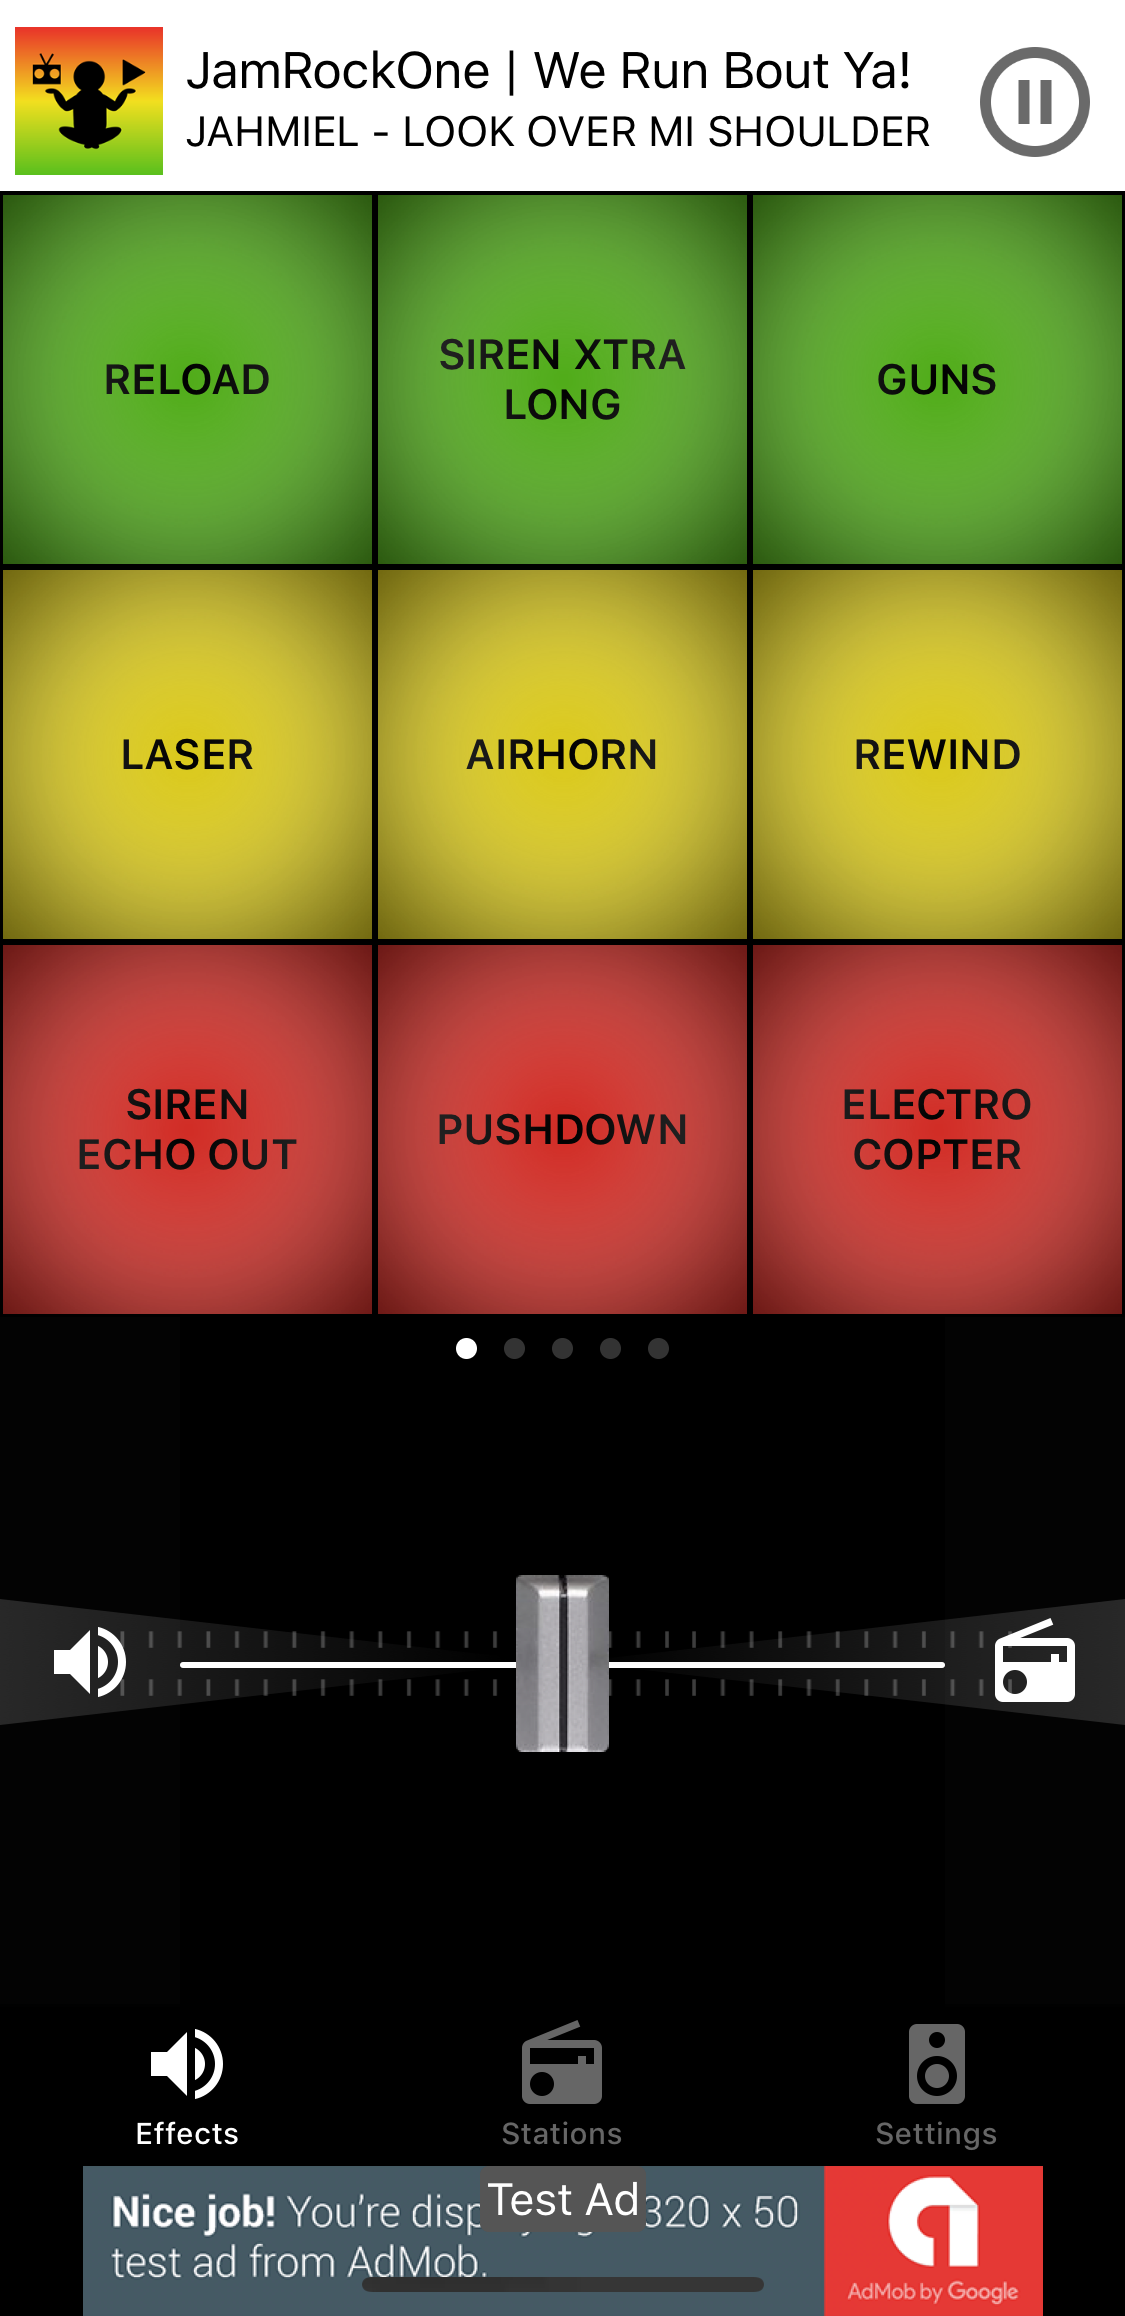 JamRockOne | We Run Bout Ya!
JAHMIEL - LOOK OVER MI SHOULDER
RELOAD
SIREN XTRA
LONG
GUNS
LASER
AIRHORN
REWIND
SIREN
ECHO OUT
PUSHDOWN
ELECTRO
COPTER
Effects
Stations
Settings
Test Ad
Nice job! You're 320 x 50
test ad from AdMob.
AdMob by Google